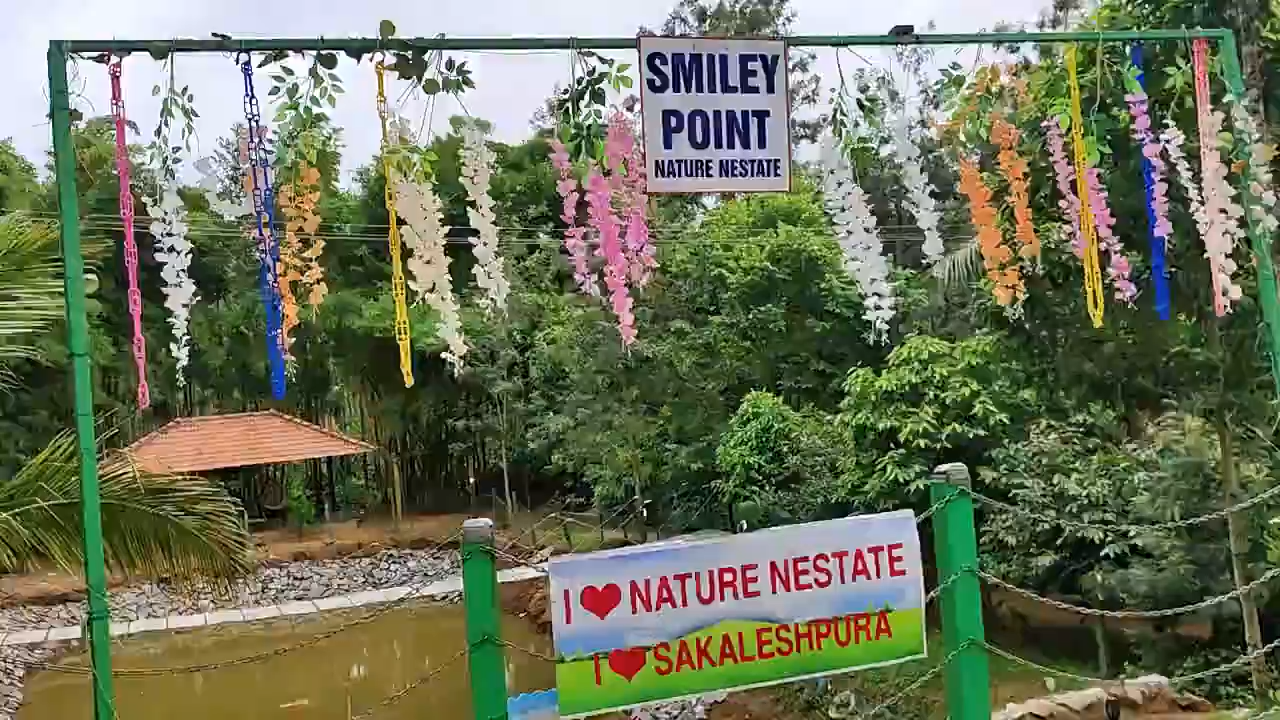 SMILEY
POINT
NATURE NESTATE
I ❤ NATURE NESTATE
I ❤ SAKALESHPURA